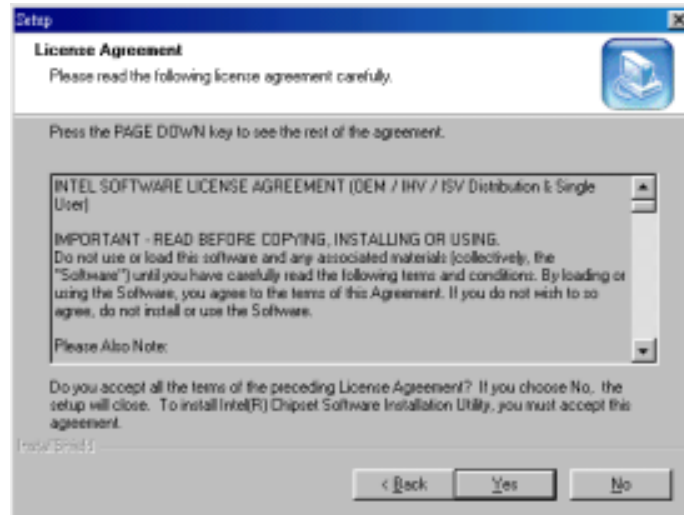 Setup
License Agreement
Please read the following license agreement carefully.
Press the PAGE DOWN key to see the rest of the agreement.
INTEL SOFTWARE LICENSE AGREEMENT (OEM / IHV / ISV Distribution & Single
User)
IMPORTANT - READ BEFORE COPYING, INSTALLING OR USING.
Do not use or load this software and any associated materials (collectively, the
"Software") until you have carefully read the following terms and conditions. By loading or
using the Software, you agree to the terms of this Agreement. If you do not wish to so
agree, do not install or use the Software.
Please Also Note:
Do you accept all the terms of the preceding License Agreement? If you choose No, the
setup will close. To install Intel(R) Chipset Software Installation Utility, you must accept this
agreement.
InstallShield
< Back Yes No